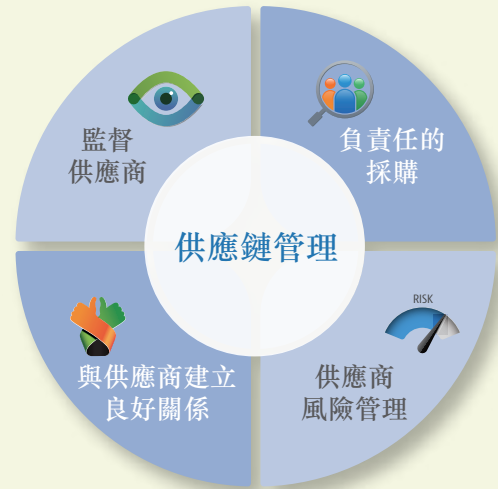 監督
供應商
負責任的
採購
供應鏈管理
與供應商建立
良好關係
RISK
供應商
風險管理